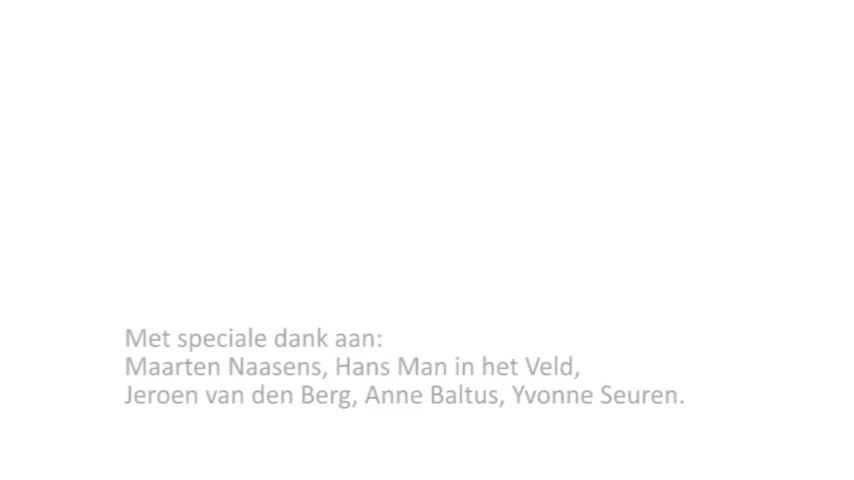 Met speciale dank aan:
Maarten Naasens, Hans Man in het Veld,
Jeroen van den Berg, Anne Baltus, Yvonne Seuren.